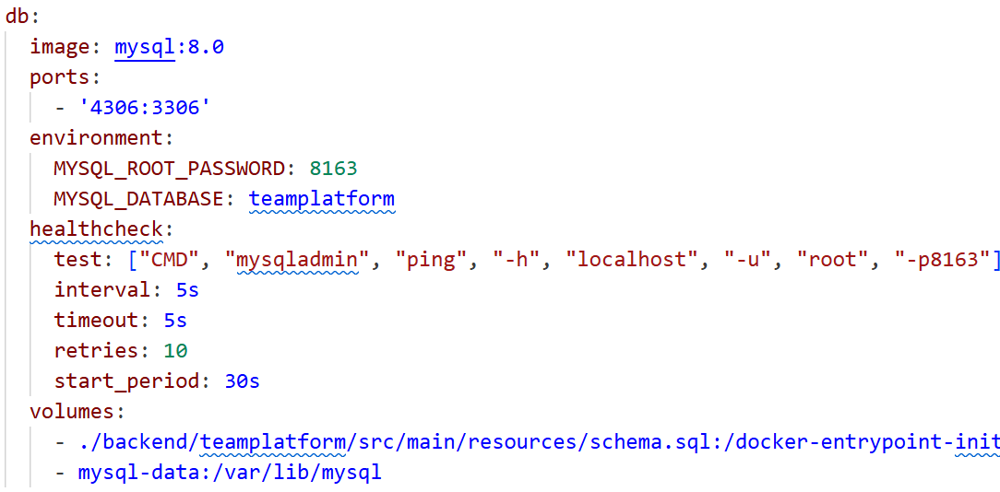 db:
image: mysql:8.0
ports:
- '4306:3306'
environment:
MYSQL_ROOT_PASSWORD: 8163
MYSQL_DATABASE: teamplatform
healthcheck:
test: ["CMD", "mysqladmin", "ping", "-h", "localhost", "-u", "root", "-p8163"]
interval: 5s
timeout: 5s
retries: 10
start_period: 30s
volumes:
- ./backend/teamplatform/src/main/resources/schema.sql:/docker-entrypoint-init
- mysql-data:/var/lib/mysql